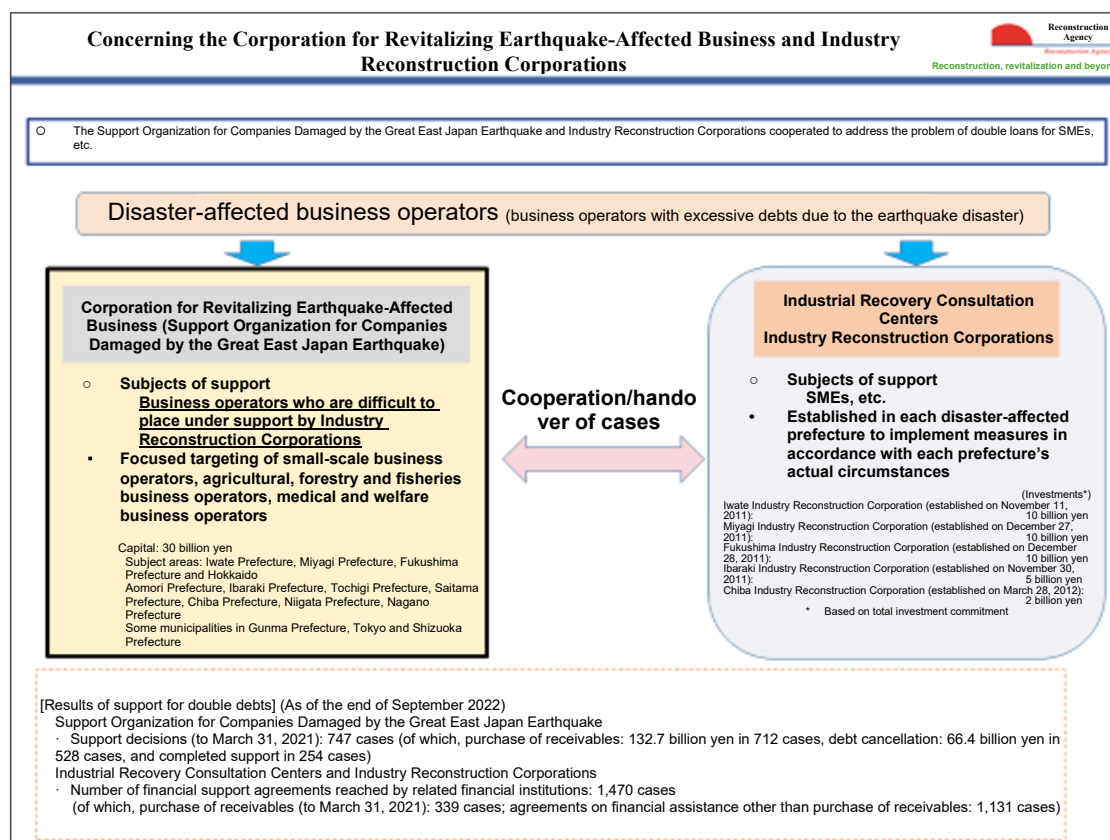 Concerning the Corporation for Revitalizing Earthquake-Affected Business and Industry
Reconstruction Corporations
Reconstruction
Agency
Reconstruction Agenc
Reconstruction, revitalization and beyon
○ The Support Organization for Companies Damaged by the Great East Japan Earthquake and Industry Reconstruction Corporations cooperated to address the problem of double loans for SMEs,
etc.
Disaster-affected business operators (business operators with excessive debts due to the earthquake disaster)
Corporation for Revitalizing Earthquake-Affected
Business (Support Organization for Companies
Damaged by the Great East Japan Earthquake)
○ Subjects of support
Business operators who are difficult to
place under support by Industry
Reconstruction Corporations
▪ Focused targeting of small-scale business
operators, agricultural, forestry and fisheries
business operators, medical and welfare
business operators
Capital: 30 billion yen
Subject areas: Iwate Prefecture, Miyagi Prefecture, Fukushima
Prefecture and Hokkaido
Aomori Prefecture, Ibaraki Prefecture, Tochigi Prefecture, Saitama
Prefecture, Chiba Prefecture, Niigata Prefecture, Nagano
Prefecture
Some municipalities in Gunma Prefecture, Tokyo and Shizuoka
Prefecture
Cooperation/hando
ver of cases
Industrial Recovery Consultation
Centers
Industry Reconstruction Corporations
○ Subjects of support
SMEs, etc.
• Established in each disaster-affected
prefecture to implement measures in
accordance with each prefecture's
actual circumstances
(Investments*)
Iwate Industry Reconstruction Corporation (established on November 11,
2011): 10 billion yen
Miyagi Industry Reconstruction Corporation (established on December 27,
2011): 10 billion yen
Fukushima Industry Reconstruction Corporation (established on December
28, 2011): 10 billion yen
Ibaraki Industry Reconstruction Corporation (established on November 30,
2011): 5 billion yen
Chiba Industry Reconstruction Corporation (established on March 28, 2012):
2 billion yen
* Based on total investment commitment
[Results of support for double debts] (As of the end of September 2022)
Support Organization for Companies Damaged by the Great East Japan Earthquake
· Support decisions (to March 31, 2021): 747 cases (of which, purchase of receivables: 132.7 billion yen in 712 cases, debt cancellation: 66.4 billion yen in
528 cases, and completed support in 254 cases)
Industrial Recovery Consultation Centers and Industry Reconstruction Corporations
· Number of financial support agreements reached by related financial institutions: 1,470 cases
(of which, purchase of receivables (to March 31, 2021): 339 cases; agreements on financial assistance other than purchase of receivables: 1,131 cases)